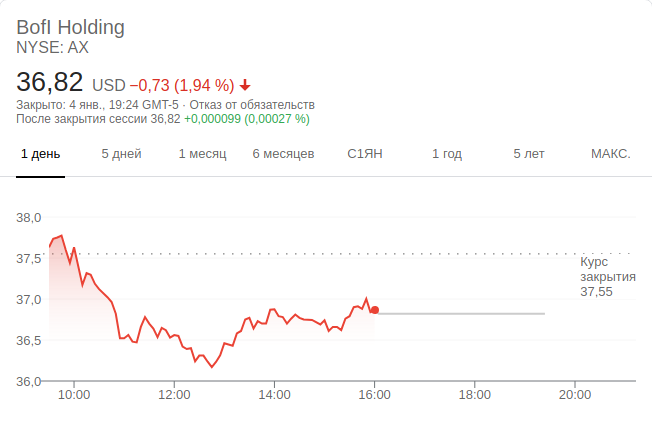 BofI Holding
NYSE: AX
36,82 USD −0,73 (1,94 %)
Закрыто: 4 янв., 19:24 GMT-5 · Отказ от обязательств
После закрытия сессии 36,82 +0,000099 (0,00027 %)
1 день 5 дней 1 месяц 6 месяцев С1ЯН 1 год 5 лет МАКС.
38,0
37,5
37,0
36,5
36,0
Курс
закрытия
37,55
10:00 12:00 14:00 16:00 18:00 20:00